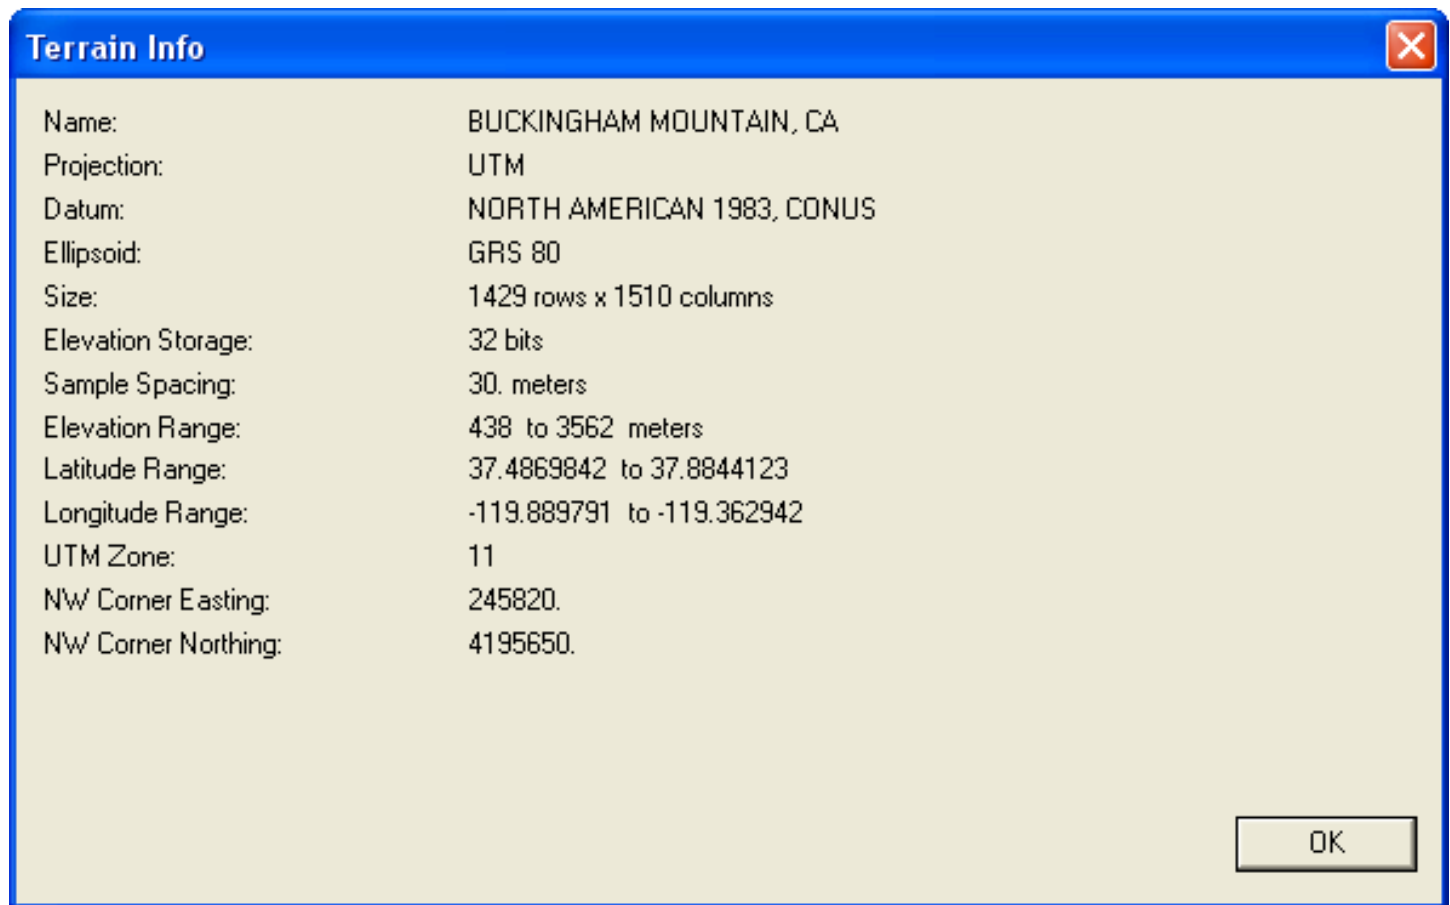 Terrain Info
Name: BUCKINGHAM MOUNTAIN, CA
Projection: UTM
Datum: NORTH AMERICAN 1983, CONUS
Ellipsoid: GRS 80
Size: 1429 rows x 1510 columns
Elevation Storage: 32 bits
Sample Spacing: 30. meters
Elevation Range: 438 to 3562 meters
Latitude Range: 37.4869842 to 37.8844123
Longitude Range: -119.889791 to -119.362942
UTM Zone: 11
NW Corner Easting: 245820.
NW Corner Northing: 4195650.
OK